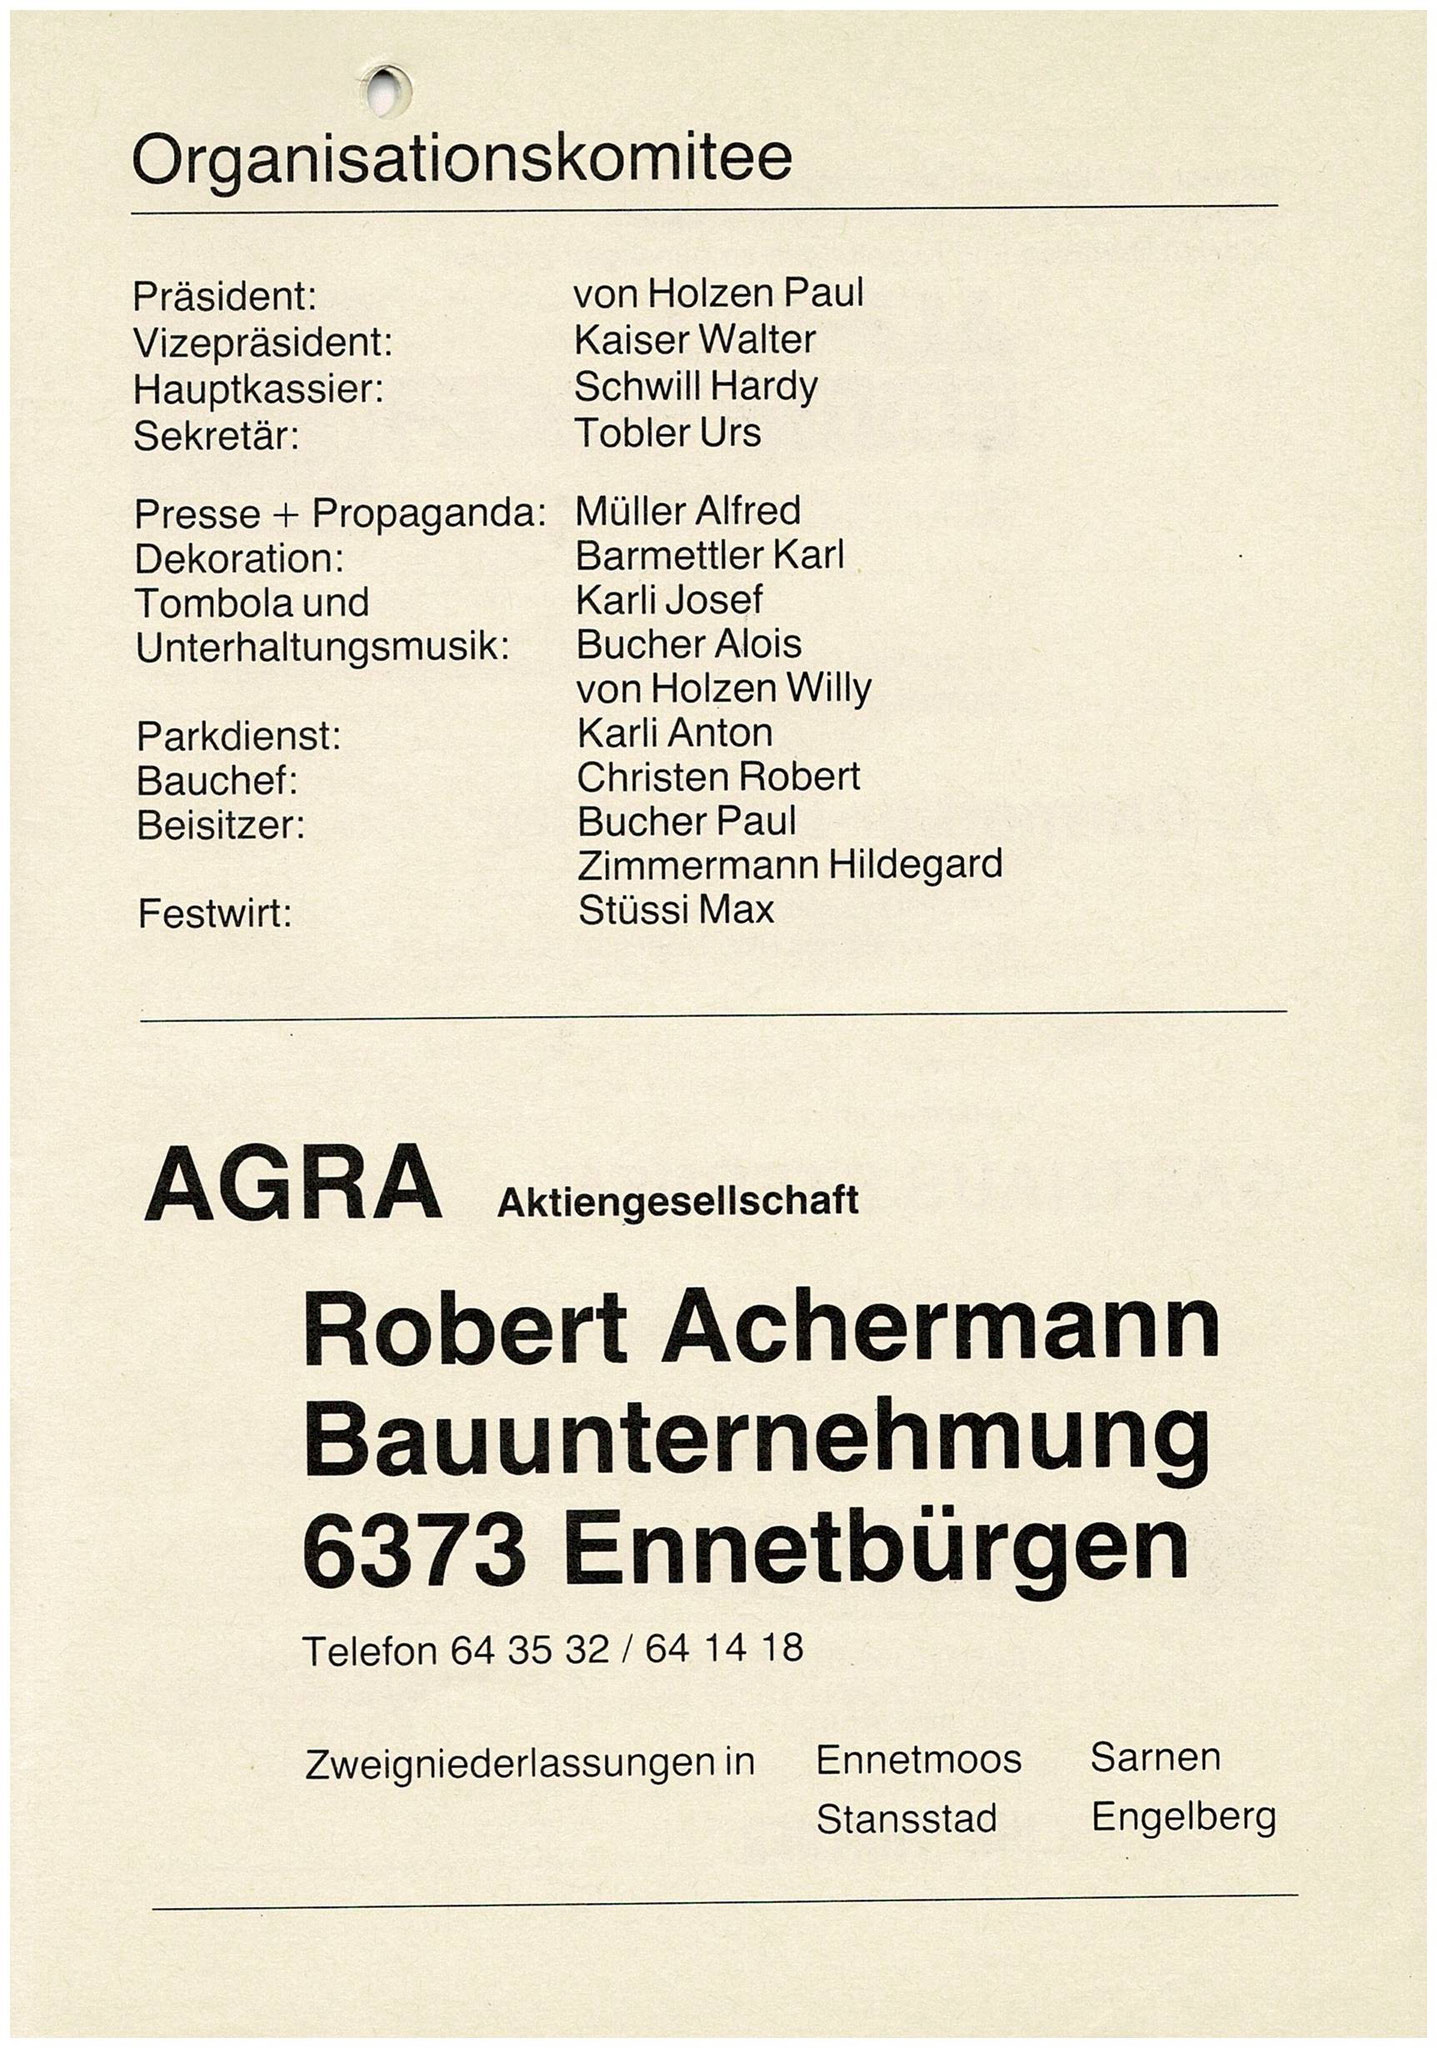 Organisationskomitee
Präsident: von Holzen Paul
Vizepräsident: Kaiser Walter
Hauptkassier: Schwill Hardy
Sekretär: Tobler Urs
Presse + Propaganda: Müller Alfred
Dekoration: Barmettler Karl
Tombola und Karli Josef
Unterhaltungsmusik: Bucher Alois
von Holzen Willy
Parkdienst: Karli Anton
Bauchef: Christen Robert
Beisitzer: Bucher Paul
Zimmermann Hildegard
Festwirt: Stüssi Max
AGRA Aktiengesellschaft
Robert Achermann
Bauunternehmung
6373 Ennetbürgen
Telefon 64 35 32 / 64 14 18
Zweigniederlassungen in Ennetmoos Sarnen
Stansstad Engelberg